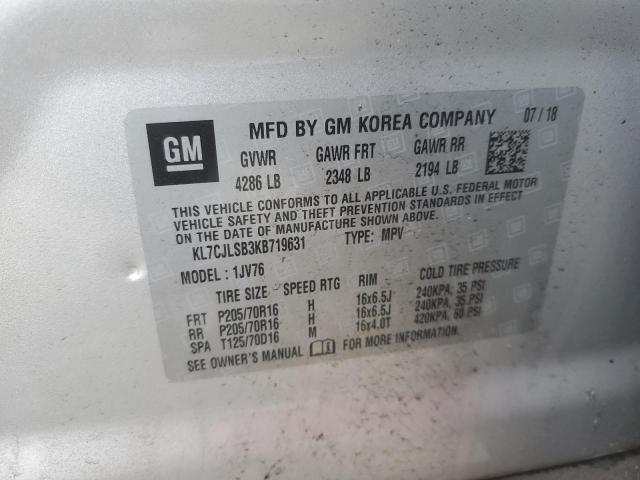 GM
MFD BY GM KOREA COMPANY 07 / 18
GVWR GAWR FRT GAWR RR
4286 LB 2348 LB 2194 LB
THIS VEHICLE CONFORMS TO ALL APPLICABLE U.S. FEDERAL MOTOR
VEHICLE SAFETY AND THEFT PREVENTION STANDARDS IN EFFECT
ON THE DATE OF MANUFACTURE SHOWN ABOVE.
KL7CJLSB3KB719631 TYPE: MPV
MODEL: 1JV76
TIRE SIZE SPEED RTG RIM COLD TIRE PRESSURE
FRT P205/70R16 H 16x6.5J 240KPA, 35 PSI
RR P205/70R16 H 16x6.5J 240KPA, 35 PSI
SPA T125/70D16 M 16x4.0T 420KPA, 60 PSI
SEE OWNER'S MANUAL FOR MORE INFORMATION.